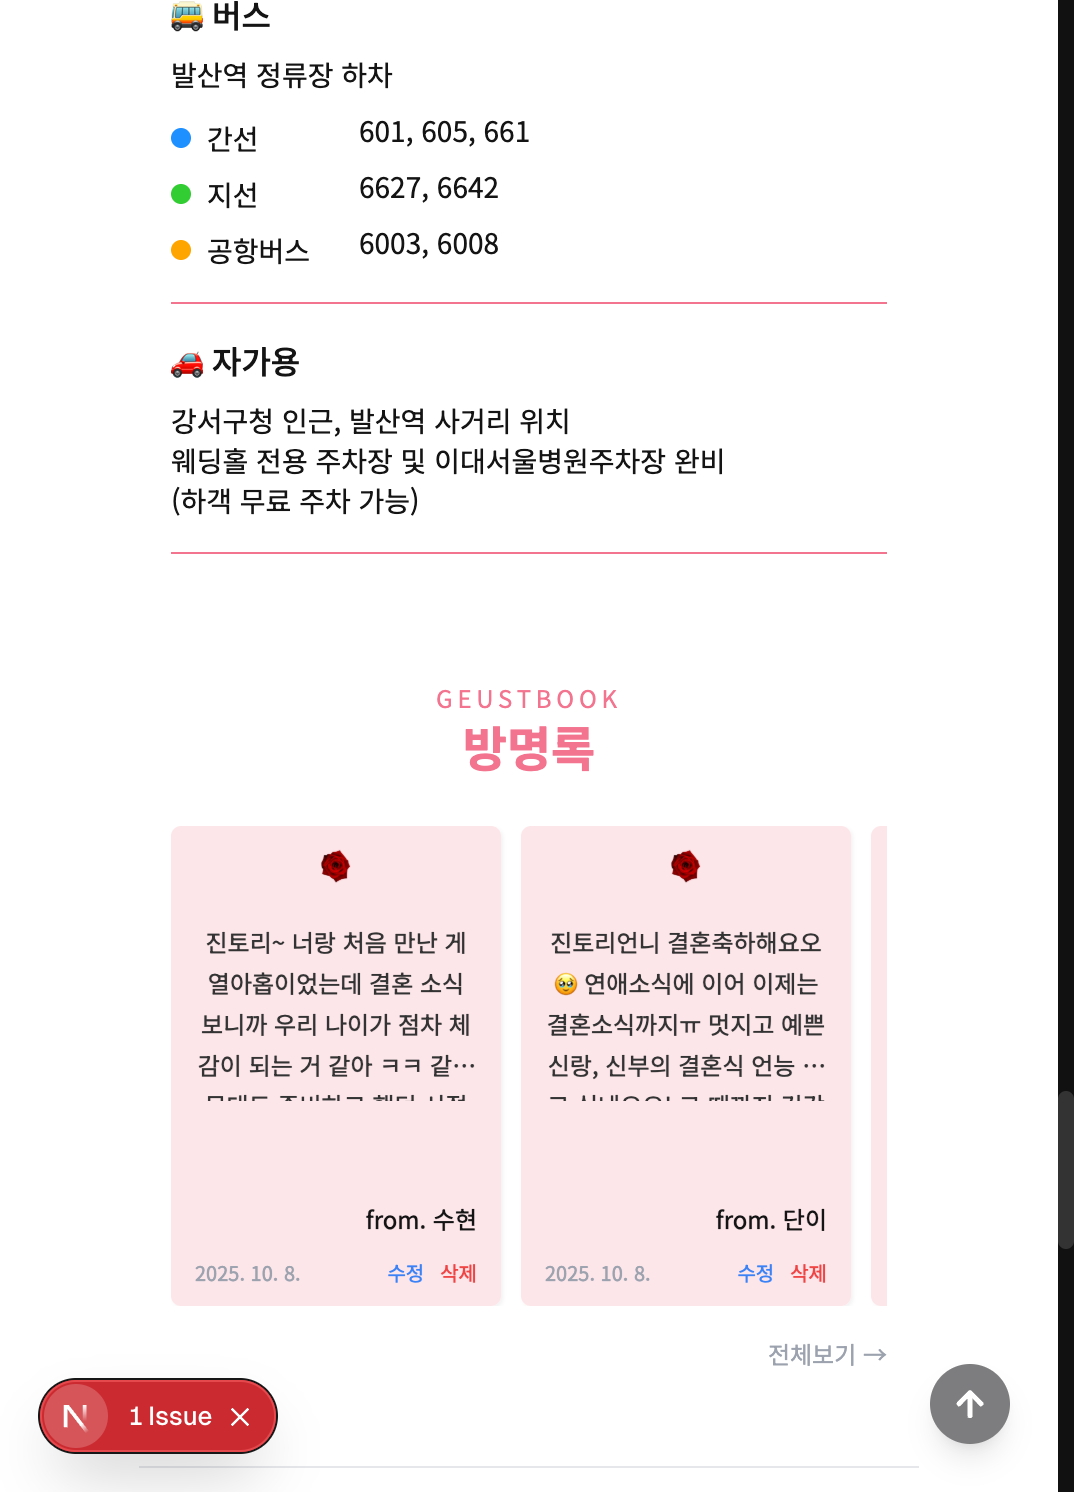 버스
발산역 정류장 하차
간선 601, 605, 661
지선 6627, 6642
공항버스 6003, 6008
자가용
강서구청 인근, 발산역 사거리 위치
웨딩홀 전용 주차장 및 이대서울병원주차장 완비
(하객 무료 주차 가능)
GEUSTBOOK
방명록
진토리~ 너랑 처음 만난 게
열아홉이었는데 결혼 소식
보니까 우리 나이가 점차 체
감이 되는 거 같아 ㅋㅋ 같…
from. 수현
2025. 10. 8. 수정 삭제
진토리언니 결혼축하해요오
🥹 연애소식에 이어 이제는
결혼소식까지ㅠ 멋지고 예쁜
신랑, 신부의 결혼식 언능 …
from. 단이
2025. 10. 8. 수정 삭제
전체보기 →
N 1 Issue